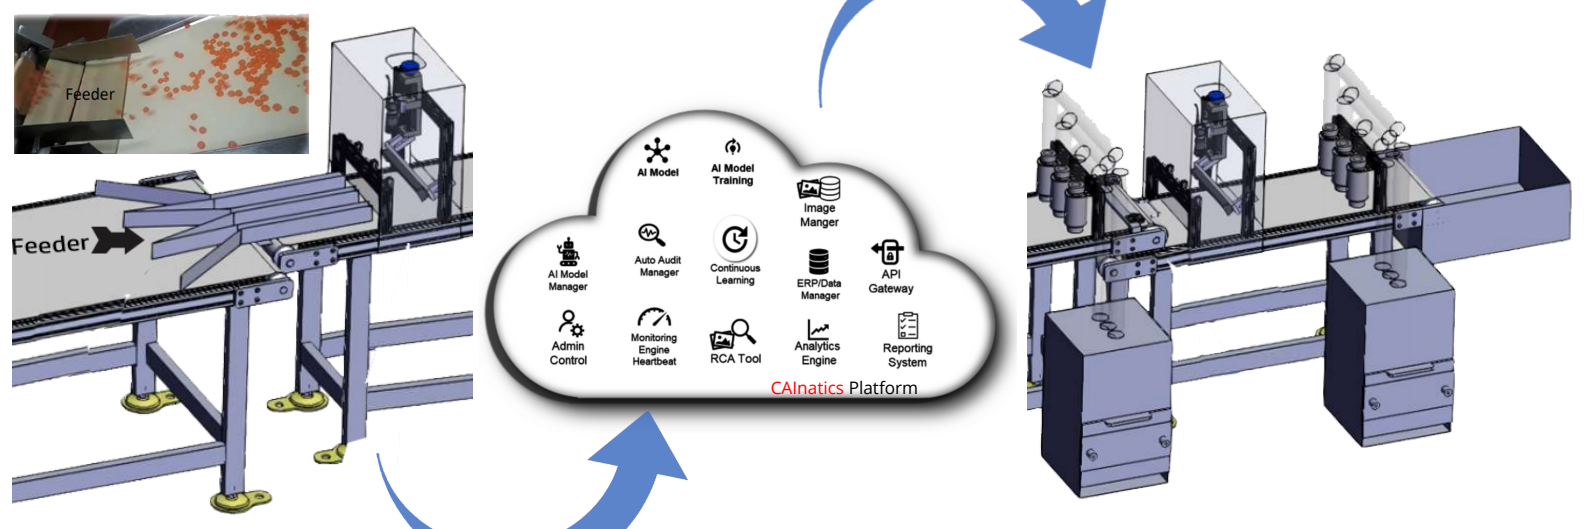 Feeder
Feeder
AI Model
AI Model
Training
Image
Manger
AI Model
Manager
Auto Audit
Manager
Continuous
Learning
ERP/Data
Manager
API
Gateway
Admin
Control
Monitoring
Engine
Heartbeat
RCA Tool
Analytics
Engine
Reporting
System
CAInatics Platform